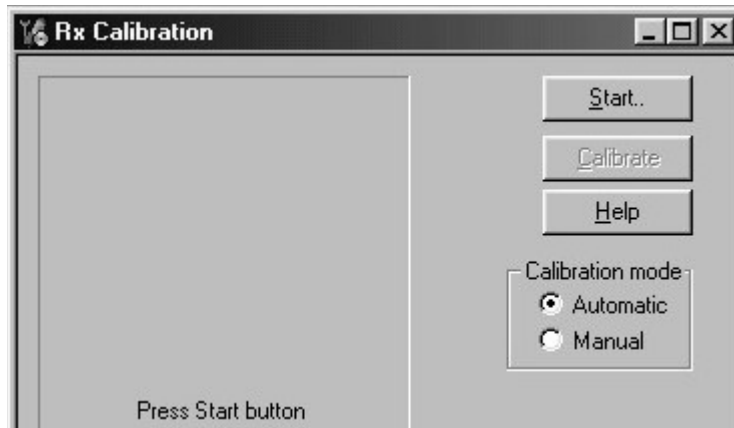 Rx Calibration
Start..
Calibrate
Help
Calibration mode
Automatic
Manual
Press Start button